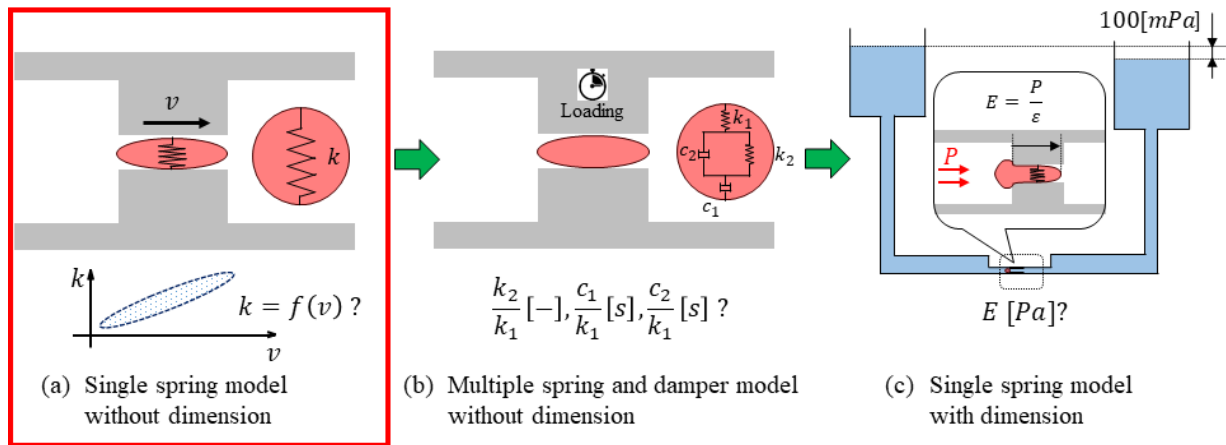 v
k
k
k = f(v) ?
v
(a) Single spring model
without dimension
Loading
k₁
c₂
k₂
c₁
k₂/k₁ [−], c₁/k₁ [s], c₂/k₁ [s] ?
(b) Multiple spring and damper model
without dimension
100[mPa]
E = P/ε
P
E [Pa]?
(c) Single spring model
with dimension